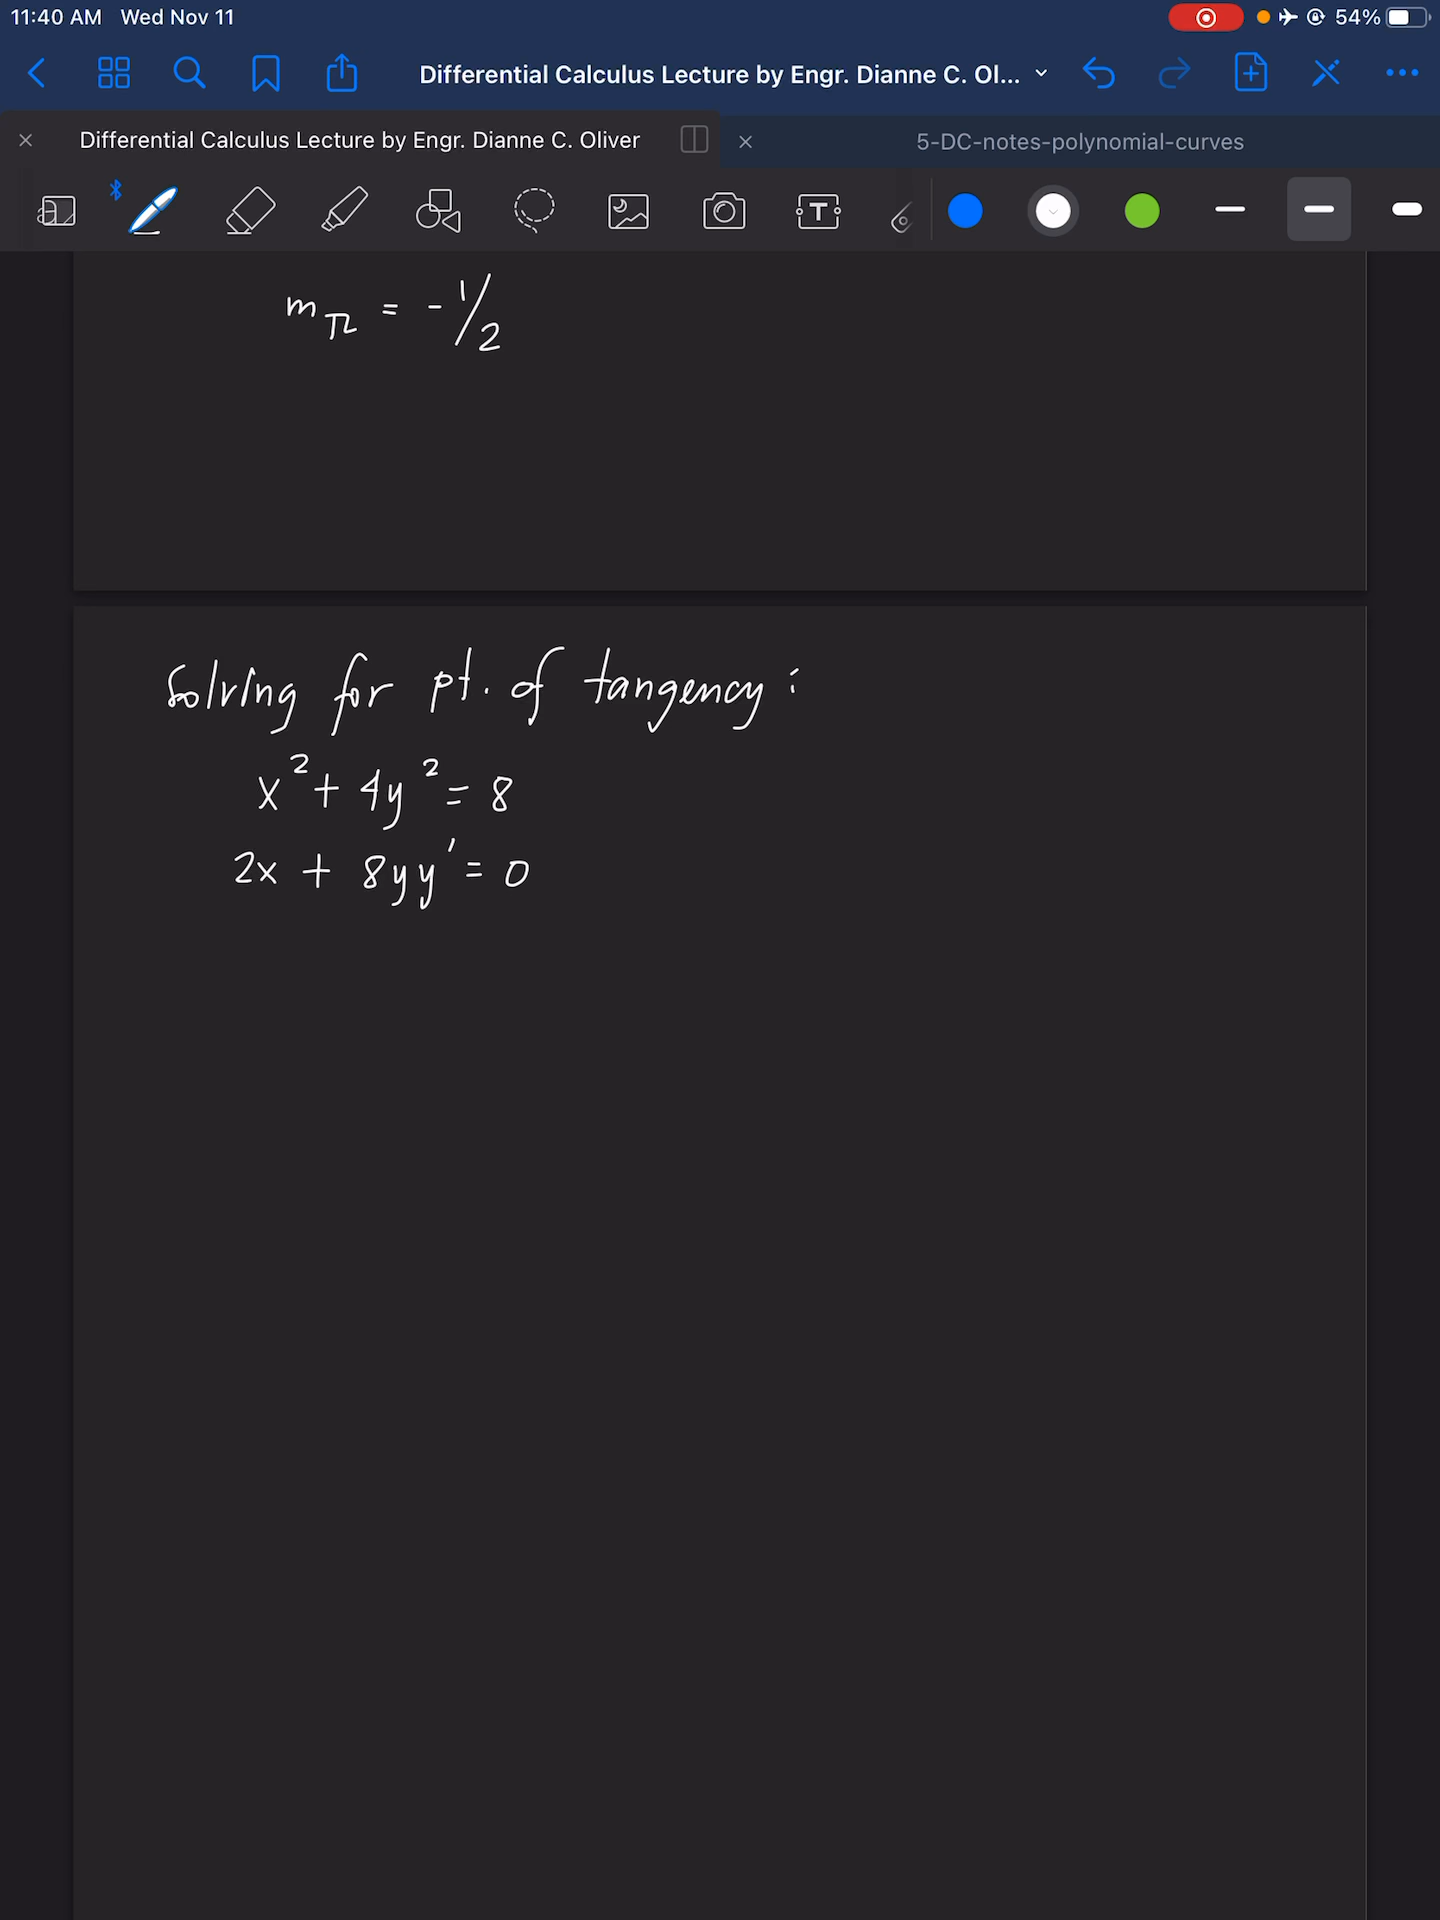 11:40 AM Wed Nov 11 54%
Differential Calculus Lecture by Engr. Dianne C. Ol...
Differential Calculus Lecture by Engr. Dianne C. Oliver
5-DC-notes-polynomial-curves
T
m_TL = -1/2
Solving for pt. of tangency:
x² + 4y² = 8
2x + 8yy' = 0